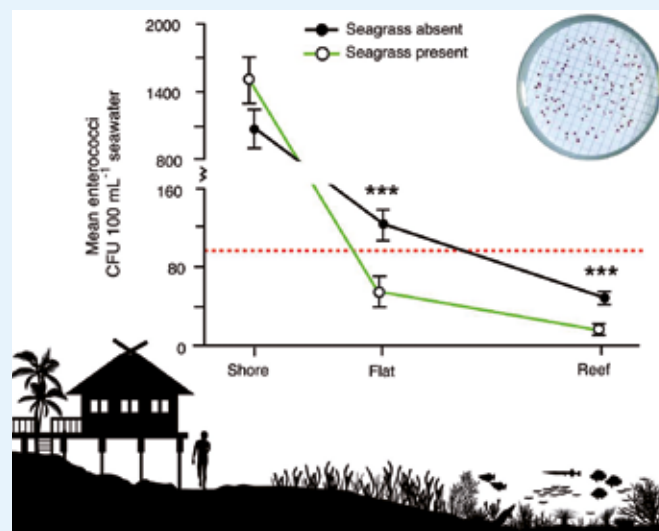 2000
Seagrass absent
Seagrass present
1400
800
160
80
0
Mean enterococci
CFU 100 mL⁻¹ seawater
***
***
Shore Flat Reef